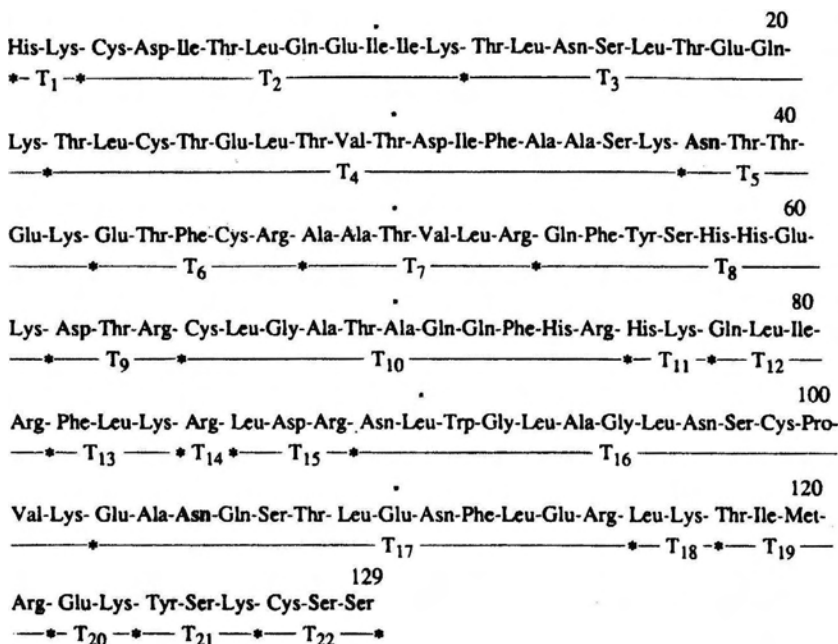 20
His-Lys- Cys-Asp-Ile-Thr-Leu-Gln-Glu-Ile-Ile-Lys- Thr-Leu-Asn-Ser-Leu-Thr-Glu-Gln-
*– T1 –*——— T2 ———*——— T3 ———
40
Lys- Thr-Leu-Cys-Thr-Glu-Leu-Thr-Val-Thr-Asp-Ile-Phe-Ala-Ala-Ser-Lys- Asn-Thr-Thr-
—*——— T4 ———*— T5 —
60
Glu-Lys- Glu-Thr-Phe-Cys-Arg- Ala-Ala-Thr-Val-Leu-Arg- Gln-Phe-Tyr-Ser-His-His-Glu-
———*—— T6 ——*—— T7 ———*——— T8 ———
80
Lys- Asp-Thr-Arg- Cys-Leu-Gly-Ala-Thr-Ala-Gln-Gln-Phe-His-Arg- His-Lys- Gln-Leu-Ile-
—*— T9 —*——— T10 ———*— T11 –*— T12 —
100
Arg- Phe-Leu-Lys- Arg- Leu-Asp-Arg- Asn-Leu-Trp-Gly-Leu-Ala-Gly-Leu-Asn-Ser-Cys-Pro-
—*— T13 —* T14 *— T15 —*——— T16 ———
120
Val-Lys- Glu-Ala-Asn-Gln-Ser-Thr- Leu-Glu-Asn-Phe-Leu-Glu-Arg- Leu-Lys- Thr-Ile-Met-
———*——— T17 ———*— T18 –*— T19 —
129
Arg- Glu-Lys- Tyr-Ser-Lys- Cys-Ser-Ser
—*– T20 —*— T21 —*— T22 —*